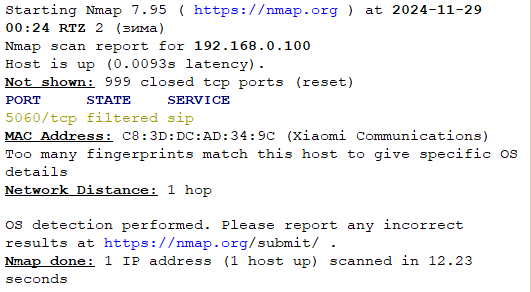 Starting Nmap 7.95 ( https://nmap.org ) at 2024-11-29
00:24 RTZ 2 (зима)
Nmap scan report for 192.168.0.100
Host is up (0.0093s latency).
Not shown: 999 closed tcp ports (reset)
PORT STATE SERVICE
5060/tcp filtered sip
MAC Address: C8:3D:DC:AD:34:9C (Xiaomi Communications)
Too many fingerprints match this host to give specific OS
details
Network Distance: 1 hop
OS detection performed. Please report any incorrect
results at https://nmap.org/submit/ .
Nmap done: 1 IP address (1 host up) scanned in 12.23
seconds